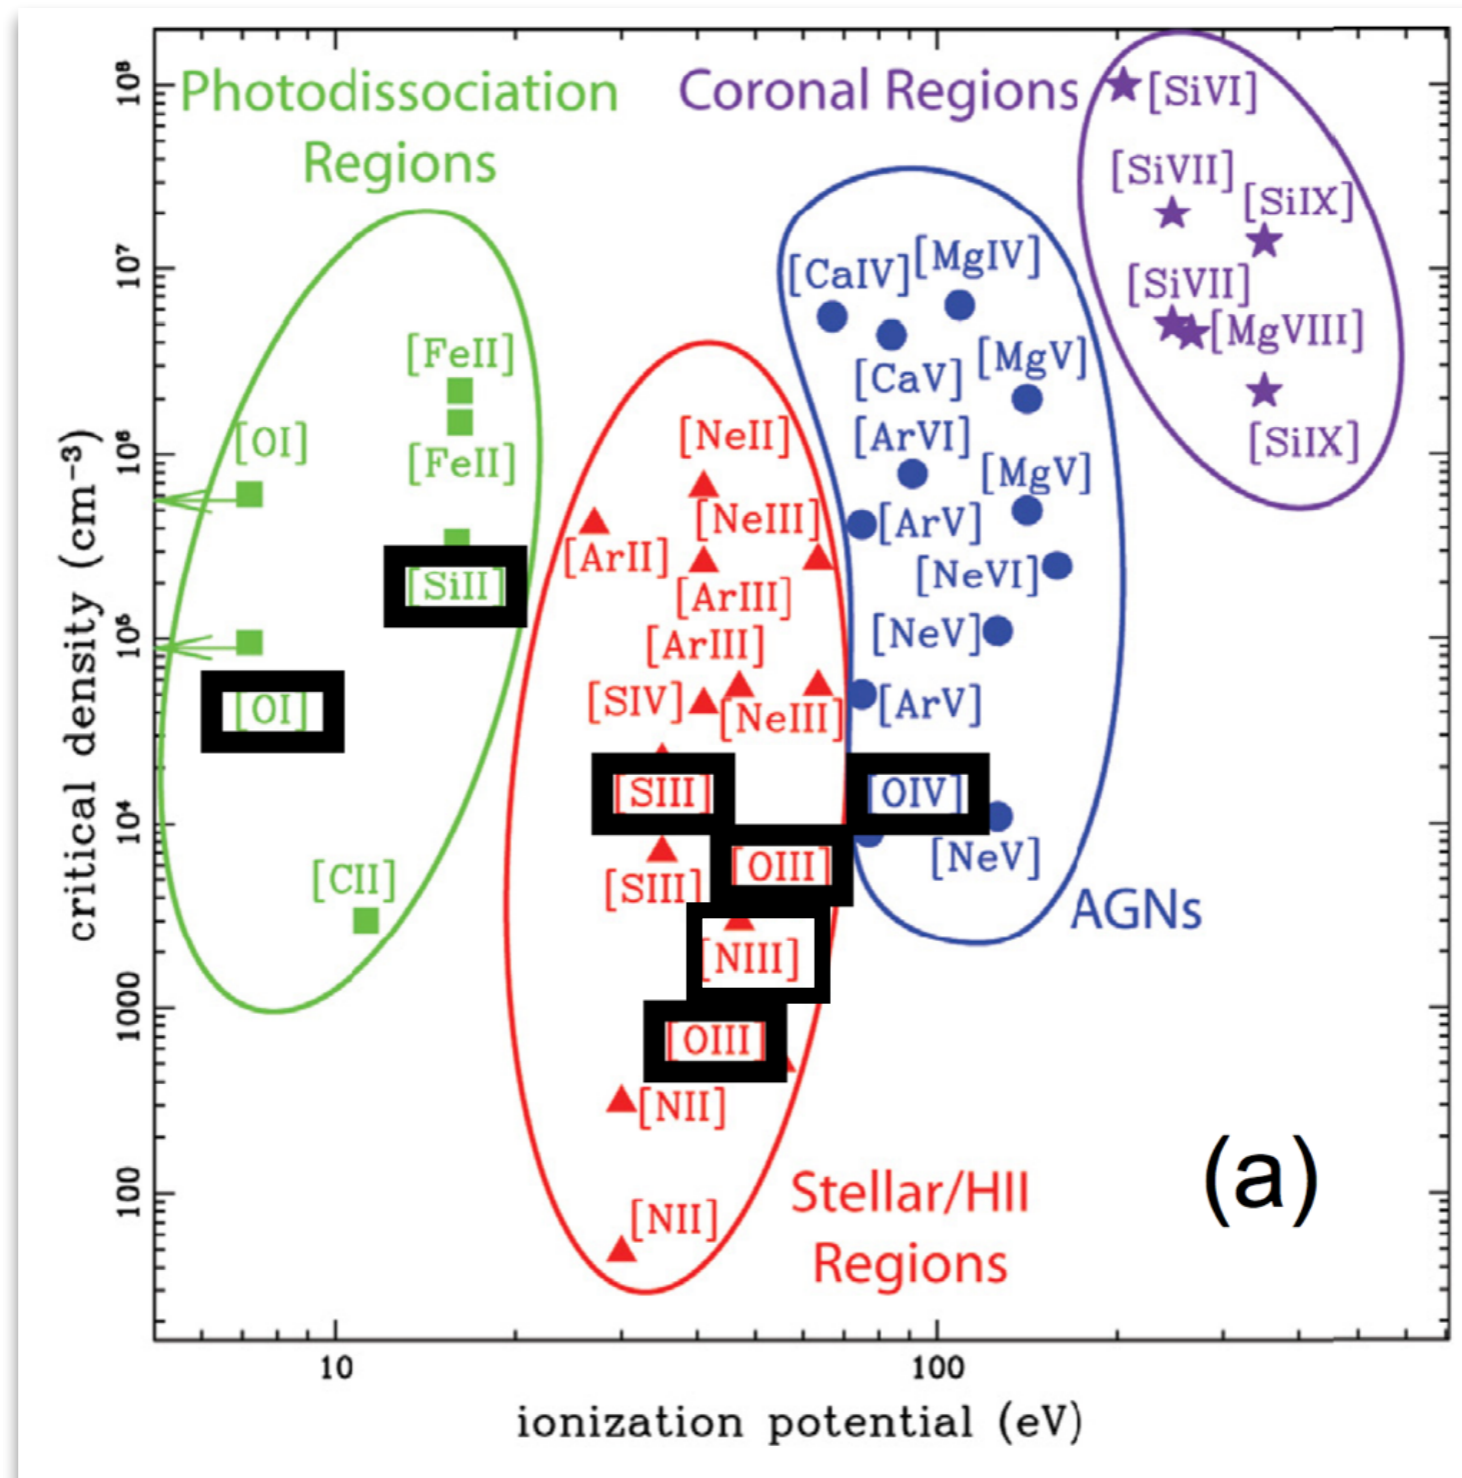 Photodissociation
Regions
Coronal Regions
[SiVI]
[SiVII]
[SiIX]
[SiVII]
[MgVIII]
[SiIX]
[CaIV]
[MgIV]
[CaV]
[MgV]
[ArVI]
[MgV]
[ArV]
[NeVI]
[NeV]
[ArV]
[OIV]
[NeV]
AGNs
[FeII]
[OI]
[FeII]
[SiII]
[OI]
[CII]
[NeII]
[NeIII]
[ArII]
[ArIII]
[ArIII]
[SIV]
[NeIII]
[SIII]
[OIII]
[SIII]
[NIII]
[OIII]
[NII]
[NII]
Stellar/HII
Regions
(a)
critical density (cm⁻³)
10⁸
10⁷
10⁶
10⁵
10⁴
1000
100
10
100
ionization potential (eV)